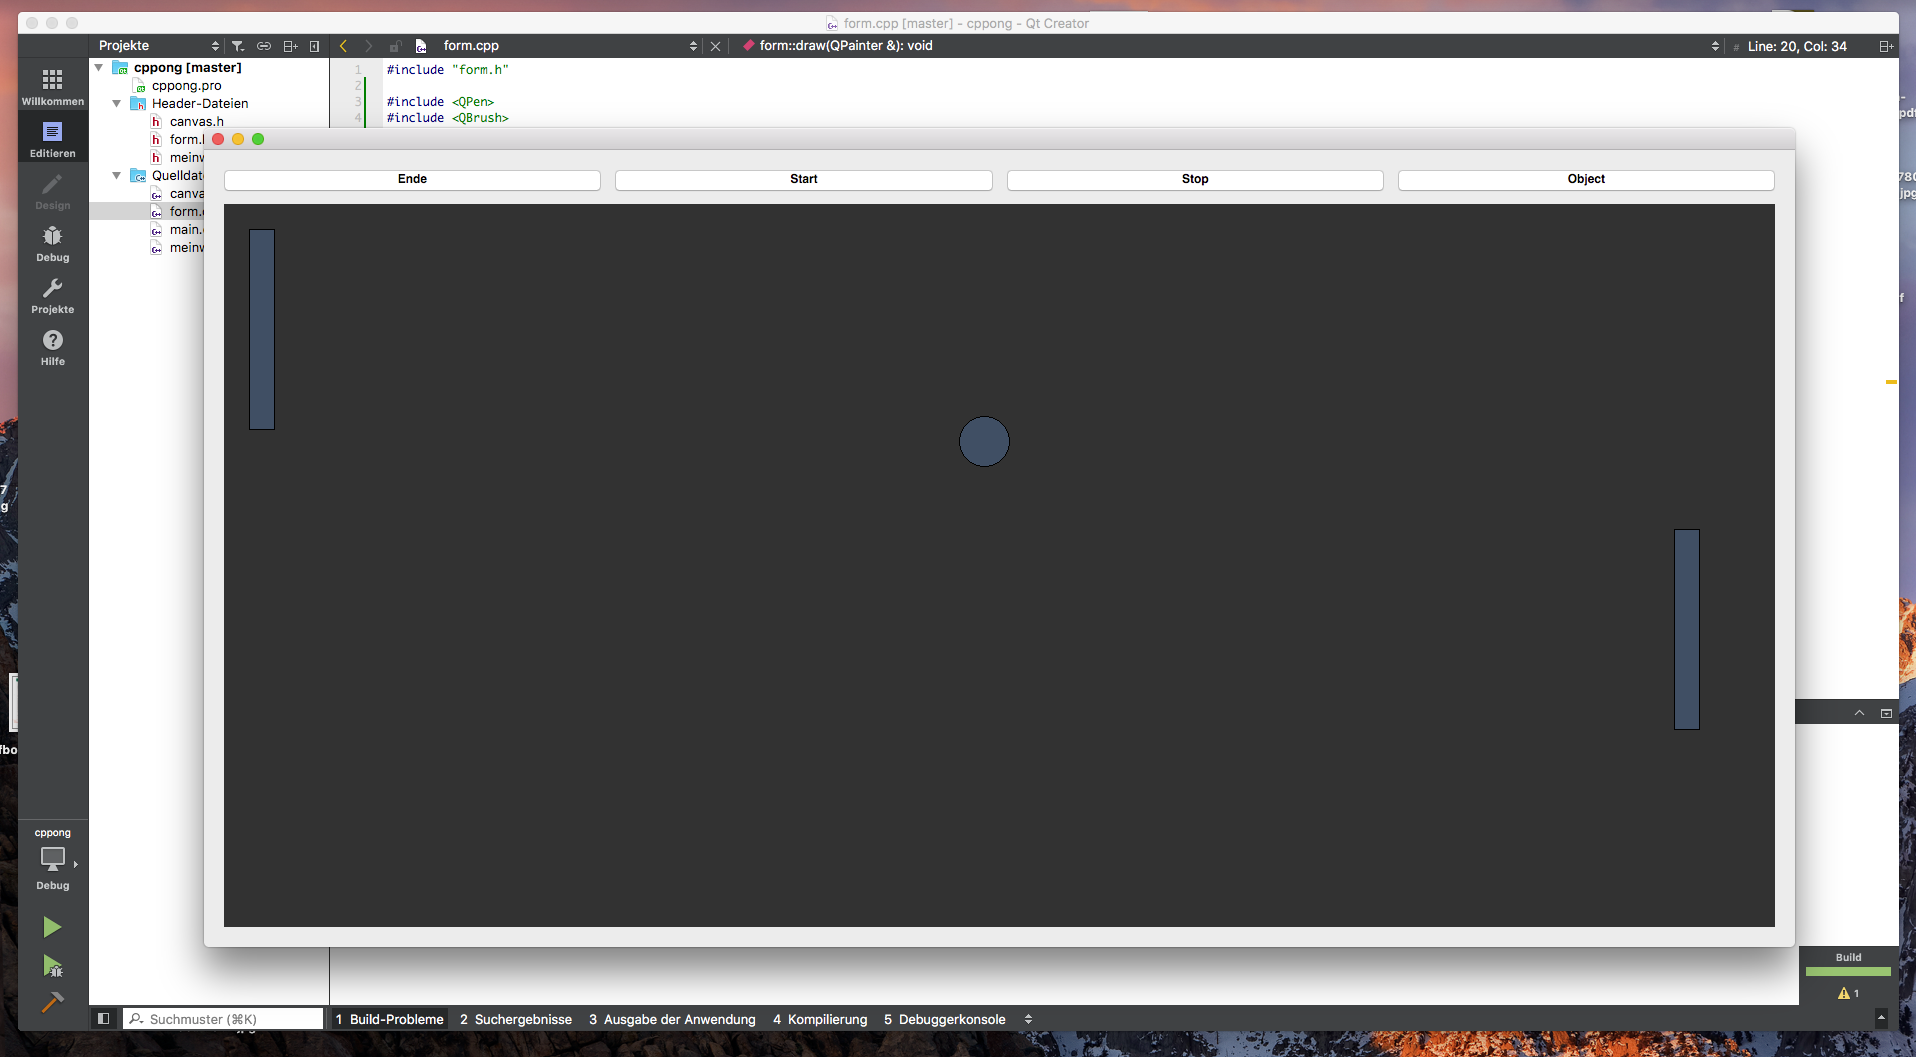 form.cpp [master] - cppong - Qt Creator
Projekte
form.cpp
form::draw(QPainter &): void
# Line: 20, Col: 34
Willkommen
Editieren
Design
Debug
Projekte
Hilfe
cppong [master]
cppong.pro
Header-Dateien
canvas.h
form.
meinw
Quelldat
canva
form.
main.
meinw
1 #include "form.h"
2
3 #include <QPen>
4 #include <QBrush>
Ende
Start
Stop
Object
cppong
Debug
Build
1
Suchmuster (⌘K)
1 Build-Probleme
2 Suchergebnisse
3 Ausgabe der Anwendung
4 Kompilierung
5 Debuggerkonsole